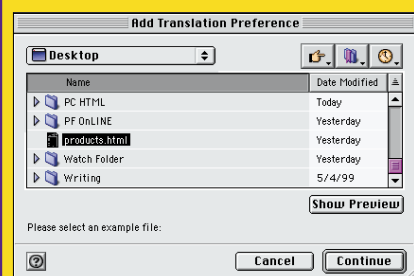 Add Translation Preference
Desktop
Name Date Modified
PC HTML Today
PF OnLINE Yesterday
products.html Yesterday
Watch Folder Yesterday
Writing 5/4/99
Show Preview
Please select an example file:
? Cancel Continue